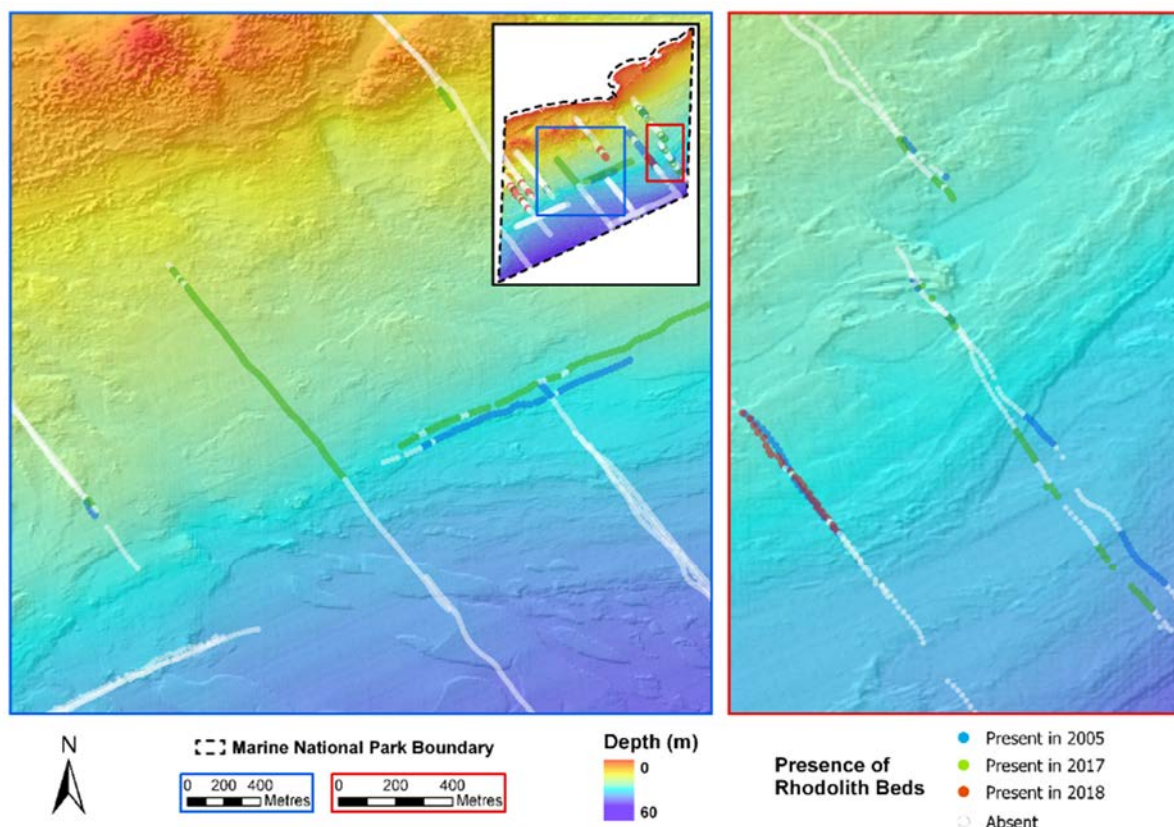 N
Marine National Park Boundary
0 200 400
Metres
0 200 400
Metres
Depth (m)
0
60
Presence of
Rhodolith Beds
Present in 2005
Present in 2017
Present in 2018
Absent